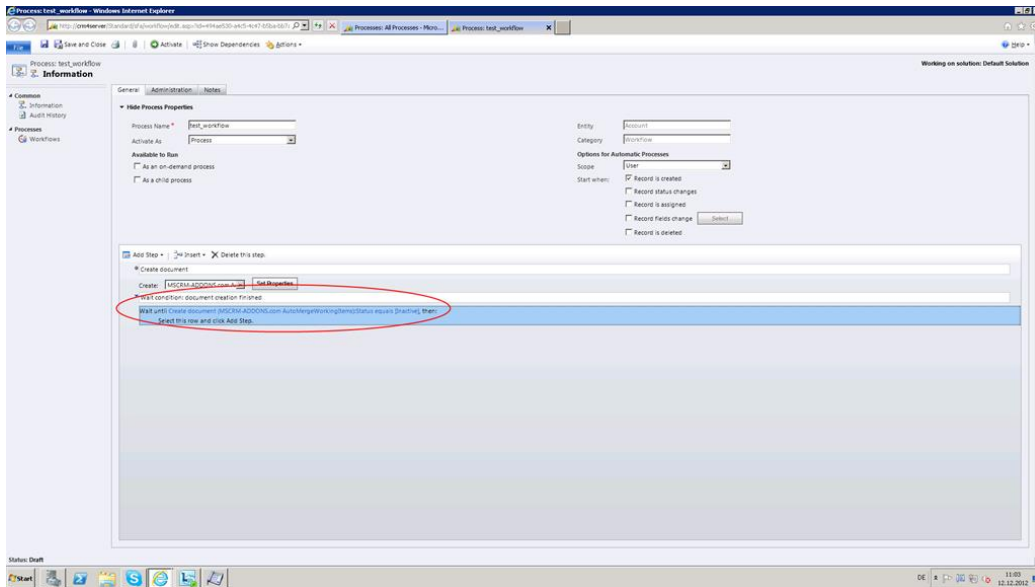 Process: test_workflow - Windows Internet Explorer
Processes: All Processes - Micro...
Process: test_workflow
File
Save and Close
Activate
Show Dependencies
Actions
Help
Process: test_workflow
Information
Working on solution: Default Solution
Common
Information
Audit History
Processes
Workflows
General Administration Notes
Hide Process Properties
Process Name * test_workflow
Activate As Process
Available to Run
As an on-demand process
As a child process
Entity Account
Category Workflow
Options for Automatic Processes
Scope User
Start when: Record is created
Record status changes
Record is assigned
Record fields change Select
Record is deleted
Add Step Insert Delete this step.
Create document
Create: MSCRM-ADDONS.com Au Set Properties
Wait condition: document creation finished
Wait until Create document (MSCRM-ADDONS.com AutoMergeWorkingItems):Status equals [Inactive], then:
Select this row and click Add Step.
Status: Draft
Start
DE
11:03
12.12.2012